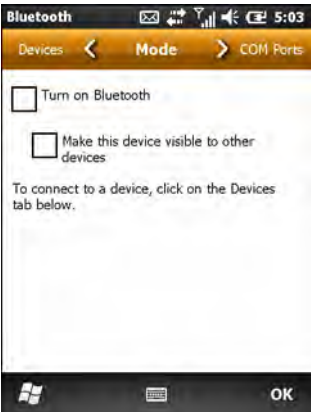 Bluetooth 5:03
Devices Mode COM Ports
Turn on Bluetooth
Make this device visible to other
devices
To connect to a device, click on the Devices
tab below.
OK